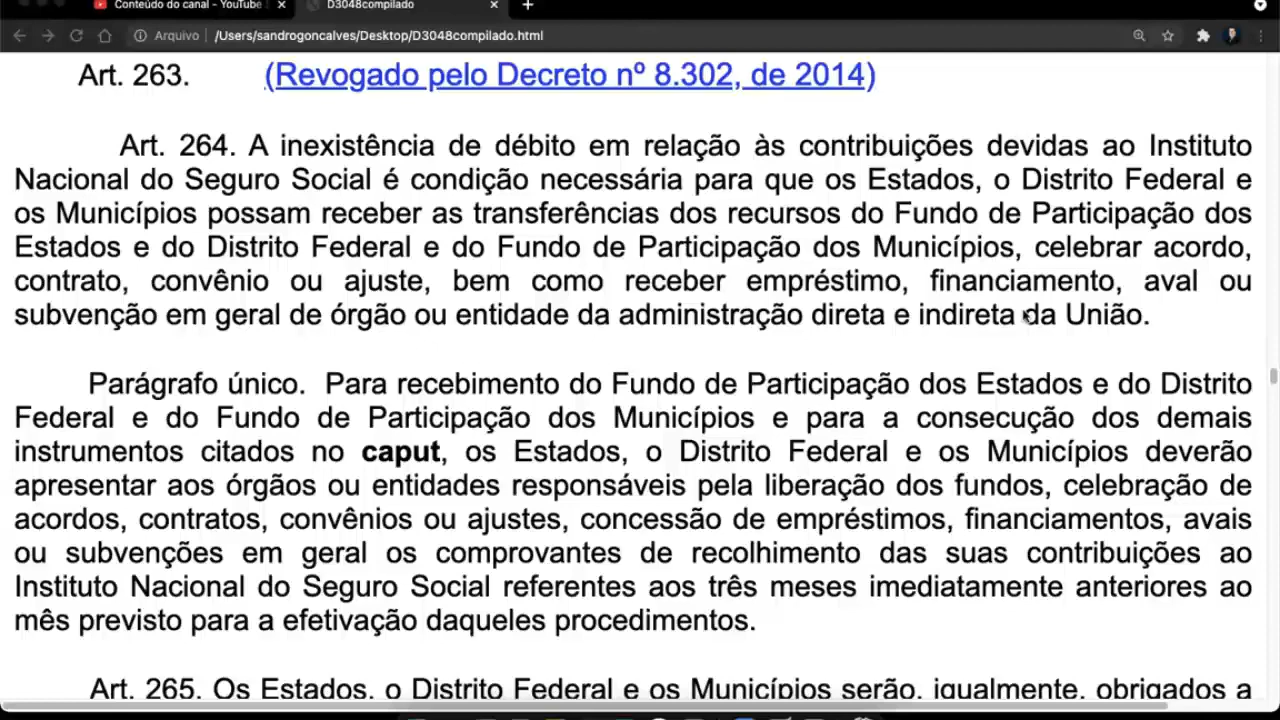 Conteúdo do canal - YouTube
D3048compilado
Arquivo | /Users/sandrogoncalves/Desktop/D3048compilado.html
Art. 263. (Revogado pelo Decreto nº 8.302, de 2014)
Art. 264. A inexistência de débito em relação às contribuições devidas ao Instituto
Nacional do Seguro Social é condição necessária para que os Estados, o Distrito Federal e
os Municípios possam receber as transferências dos recursos do Fundo de Participação dos
Estados e do Distrito Federal e do Fundo de Participação dos Municípios, celebrar acordo,
contrato, convênio ou ajuste, bem como receber empréstimo, financiamento, aval ou
subvenção em geral de órgão ou entidade da administração direta e indireta da União.
Parágrafo único. Para recebimento do Fundo de Participação dos Estados e do Distrito
Federal e do Fundo de Participação dos Municípios e para a consecução dos demais
instrumentos citados no caput, os Estados, o Distrito Federal e os Municípios deverão
apresentar aos órgãos ou entidades responsáveis pela liberação dos fundos, celebração de
acordos, contratos, convênios ou ajustes, concessão de empréstimos, financiamentos, avais
ou subvenções em geral os comprovantes de recolhimento das suas contribuições ao
Instituto Nacional do Seguro Social referentes aos três meses imediatamente anteriores ao
mês previsto para a efetivação daqueles procedimentos.
Art. 265. Os Estados, o Distrito Federal e os Municípios serão, igualmente, obrigados a